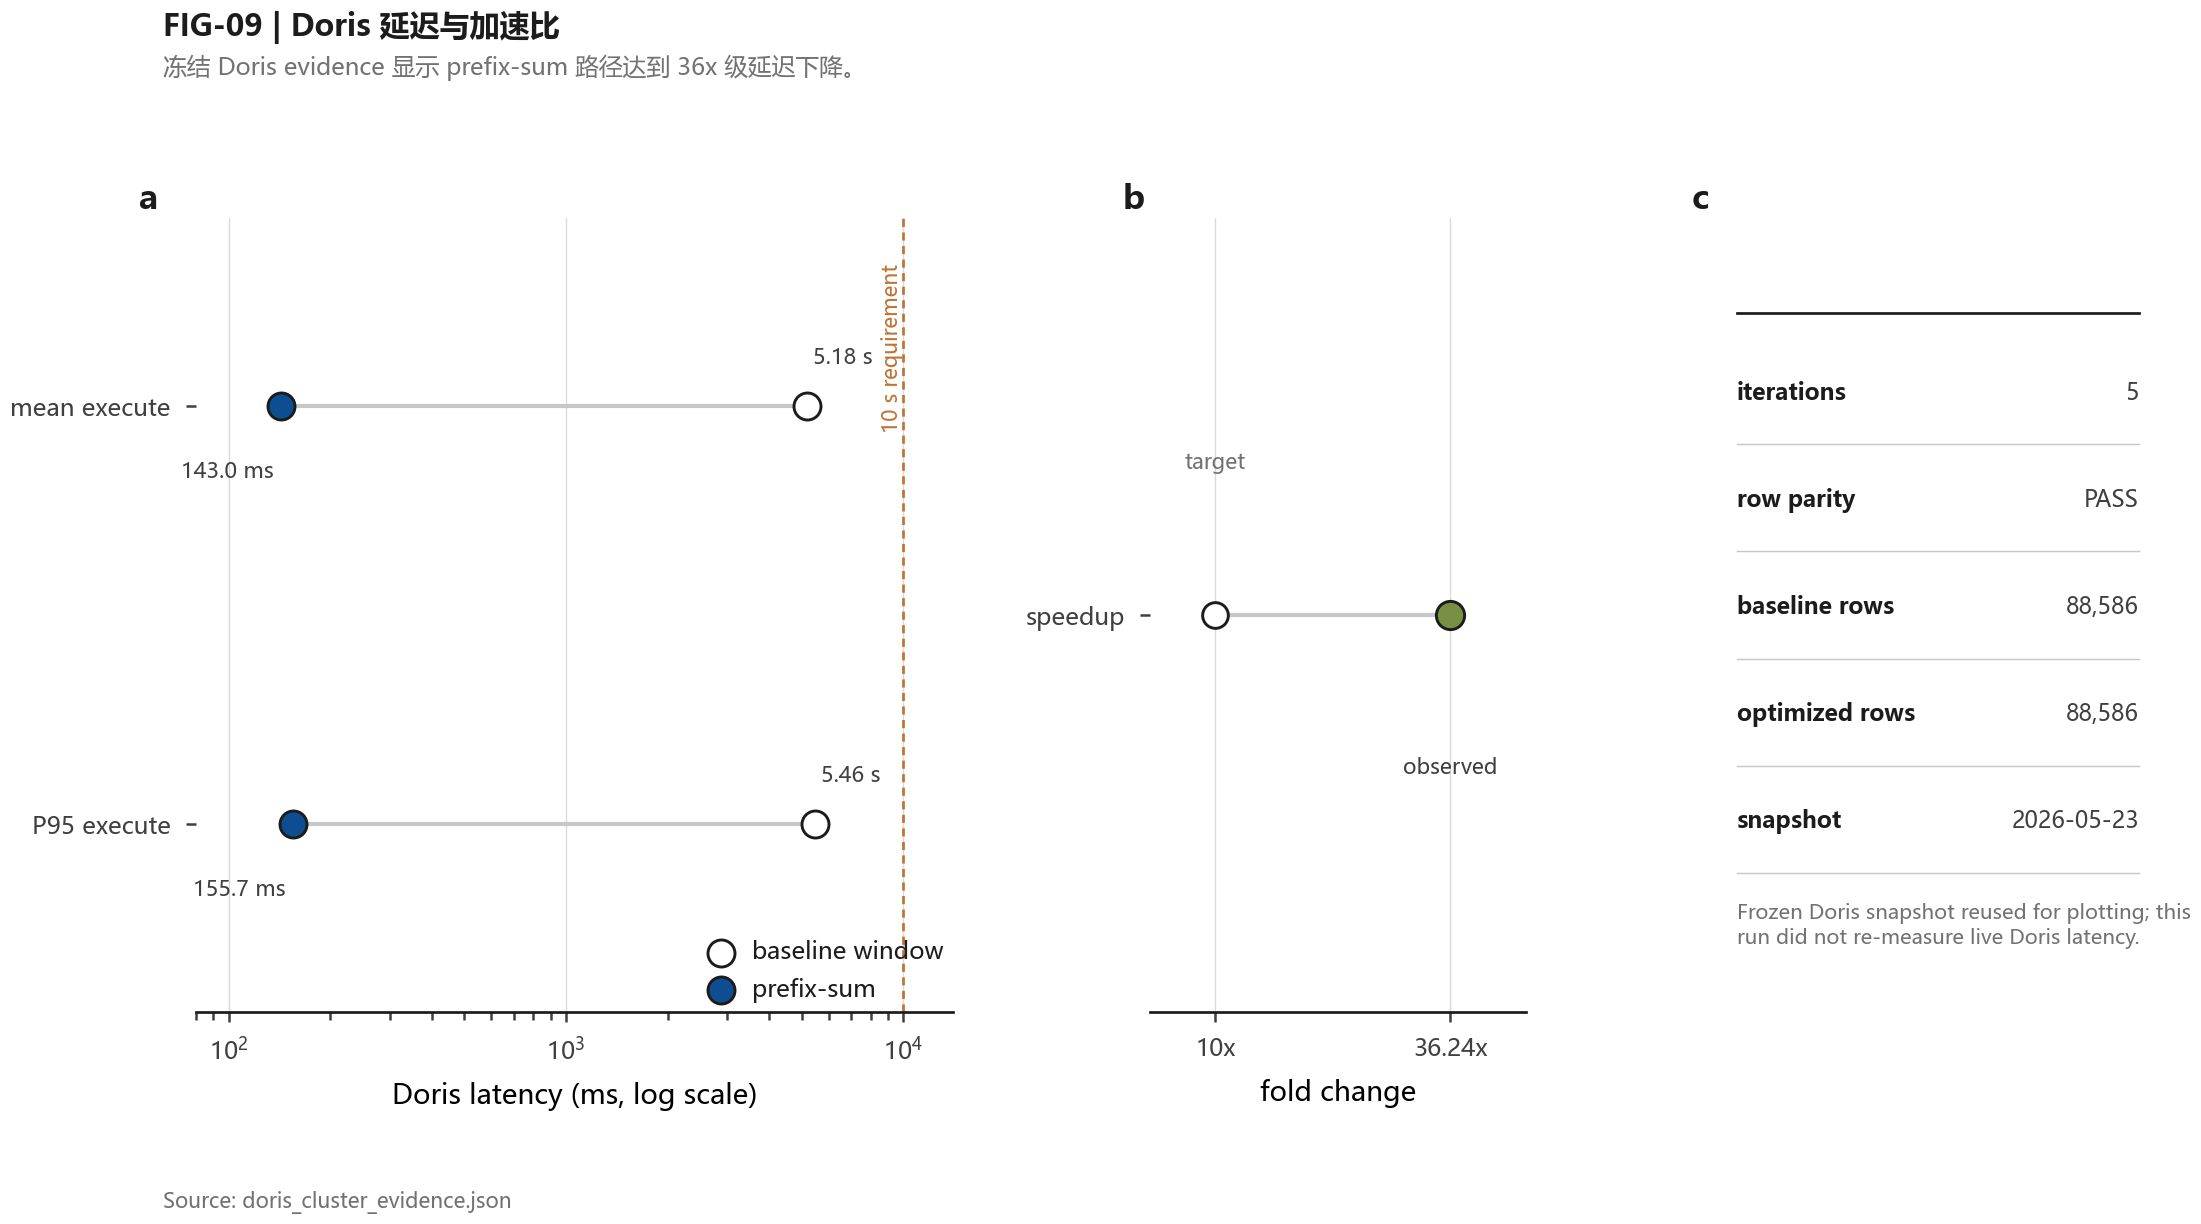 FIG-09 | Doris 延迟与加速比
冻结 Doris evidence 显示 prefix-sum 路径达到 36x 级延迟下降。
a
10 s requirement
5.18 s
mean execute
143.0 ms
5.46 s
P95 execute
155.7 ms
baseline window
prefix-sum
10²
10³
10⁴
Doris latency (ms, log scale)
b
target
speedup
observed
10x
36.24x
fold change
c
iterations 5
row parity PASS
baseline rows 88,586
optimized rows 88,586
snapshot 2026-05-23
Frozen Doris snapshot reused for plotting; this
run did not re-measure live Doris latency.
Source: doris_cluster_evidence.json